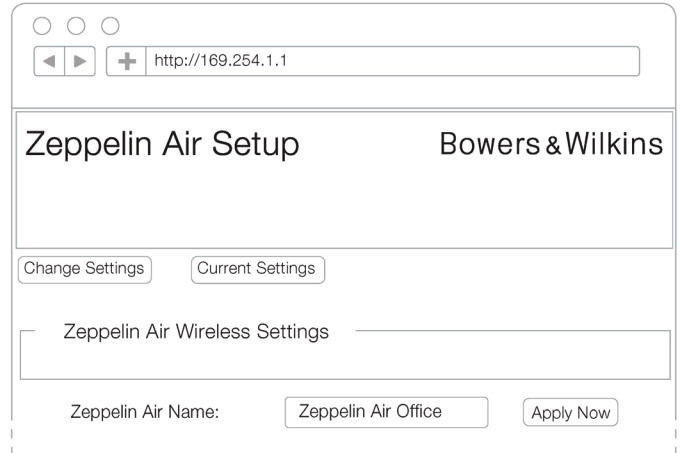 http://169.254.1.1
Zeppelin Air Setup Bowers & Wilkins
Change Settings Current Settings
Zeppelin Air Wireless Settings
Zeppelin Air Name: Zeppelin Air Office Apply Now